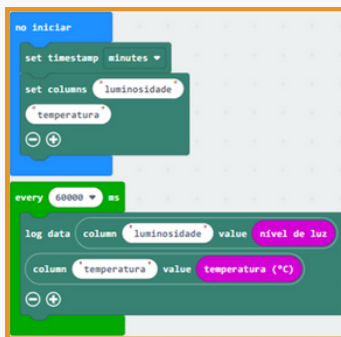 no iniciar
set timestamp minutes
set columns "luminosidade"
"temperatura"
every 60000 ms
log data column "luminosidade" value nível de luz
column "temperatura" value temperatura (°C)